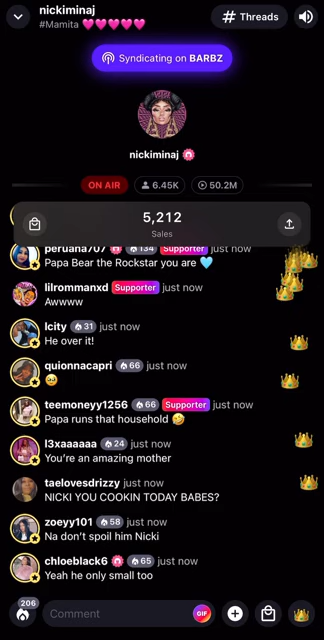 nickiminaj
#Mamita 💗💗💗💗💗
# Threads
Syndicating on BARBZ
nickiminaj
ON AIR 6.45K 50.2M
5,212
Sales
peruana707 134 Supporter just now
Papa Bear the Rockstar you are 🩵
lilrommanxd Supporter just now
Awwww
lcity 31 just now
He over it!
quionnacapri 66 just now
🥹
teemoneyy1256 66 Supporter just now
Papa runs that household 🤣
l3xaaaaaa 24 just now
You're an amazing mother
taelovesdrizzy just now
NICKI YOU COOKIN TODAY BABES?
zoeyy101 58 just now
Na don't spoil him Nicki
chloeblack6 65 just now
Yeah he only small too
206
Comment GIF